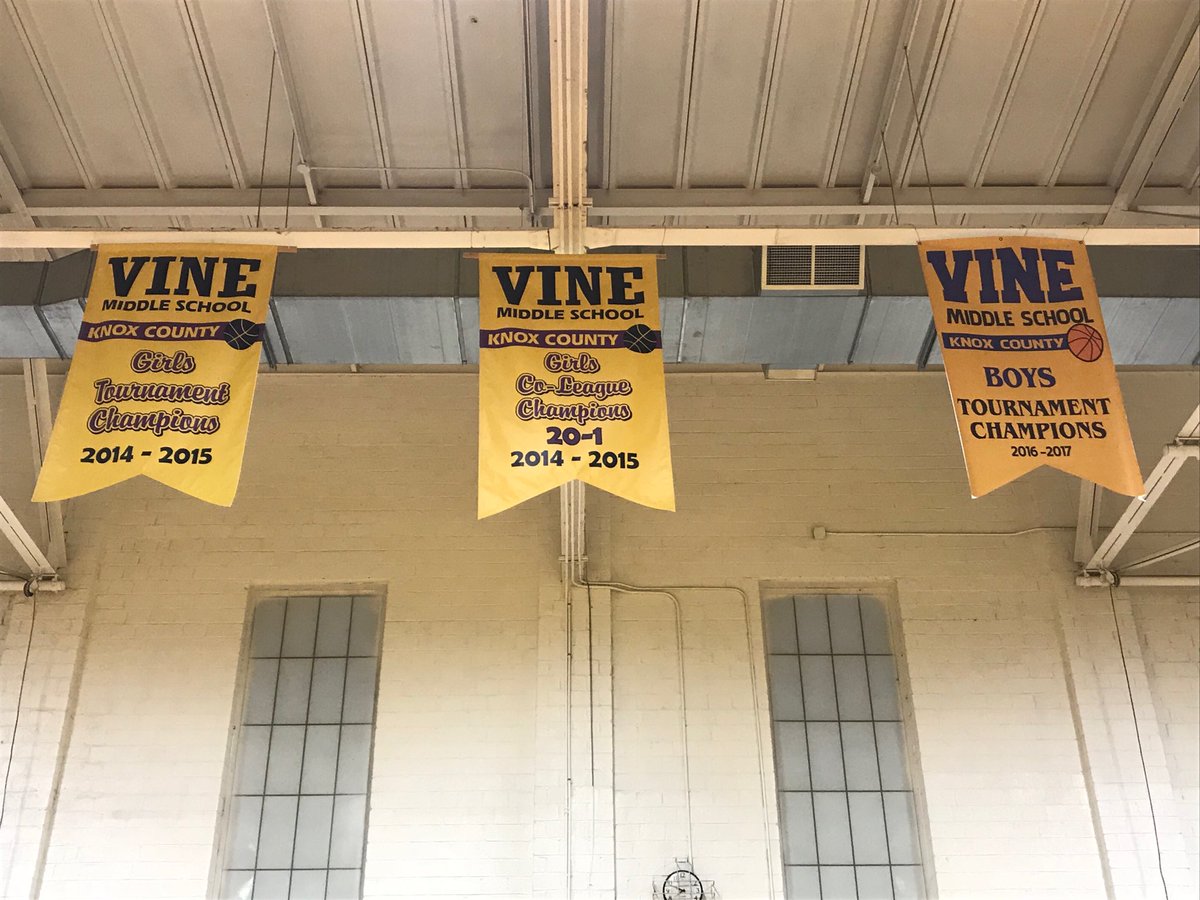 VINE
MIDDLE SCHOOL
KNOX COUNTY
Girls
Tournament
Champions
2014 - 2015
VINE
MIDDLE SCHOOL
KNOX COUNTY
Girls
Co-League
Champions
20-1
2014 - 2015
VINE
MIDDLE SCHOOL
KNOX COUNTY
BOYS
TOURNAMENT
CHAMPIONS
2016 -2017